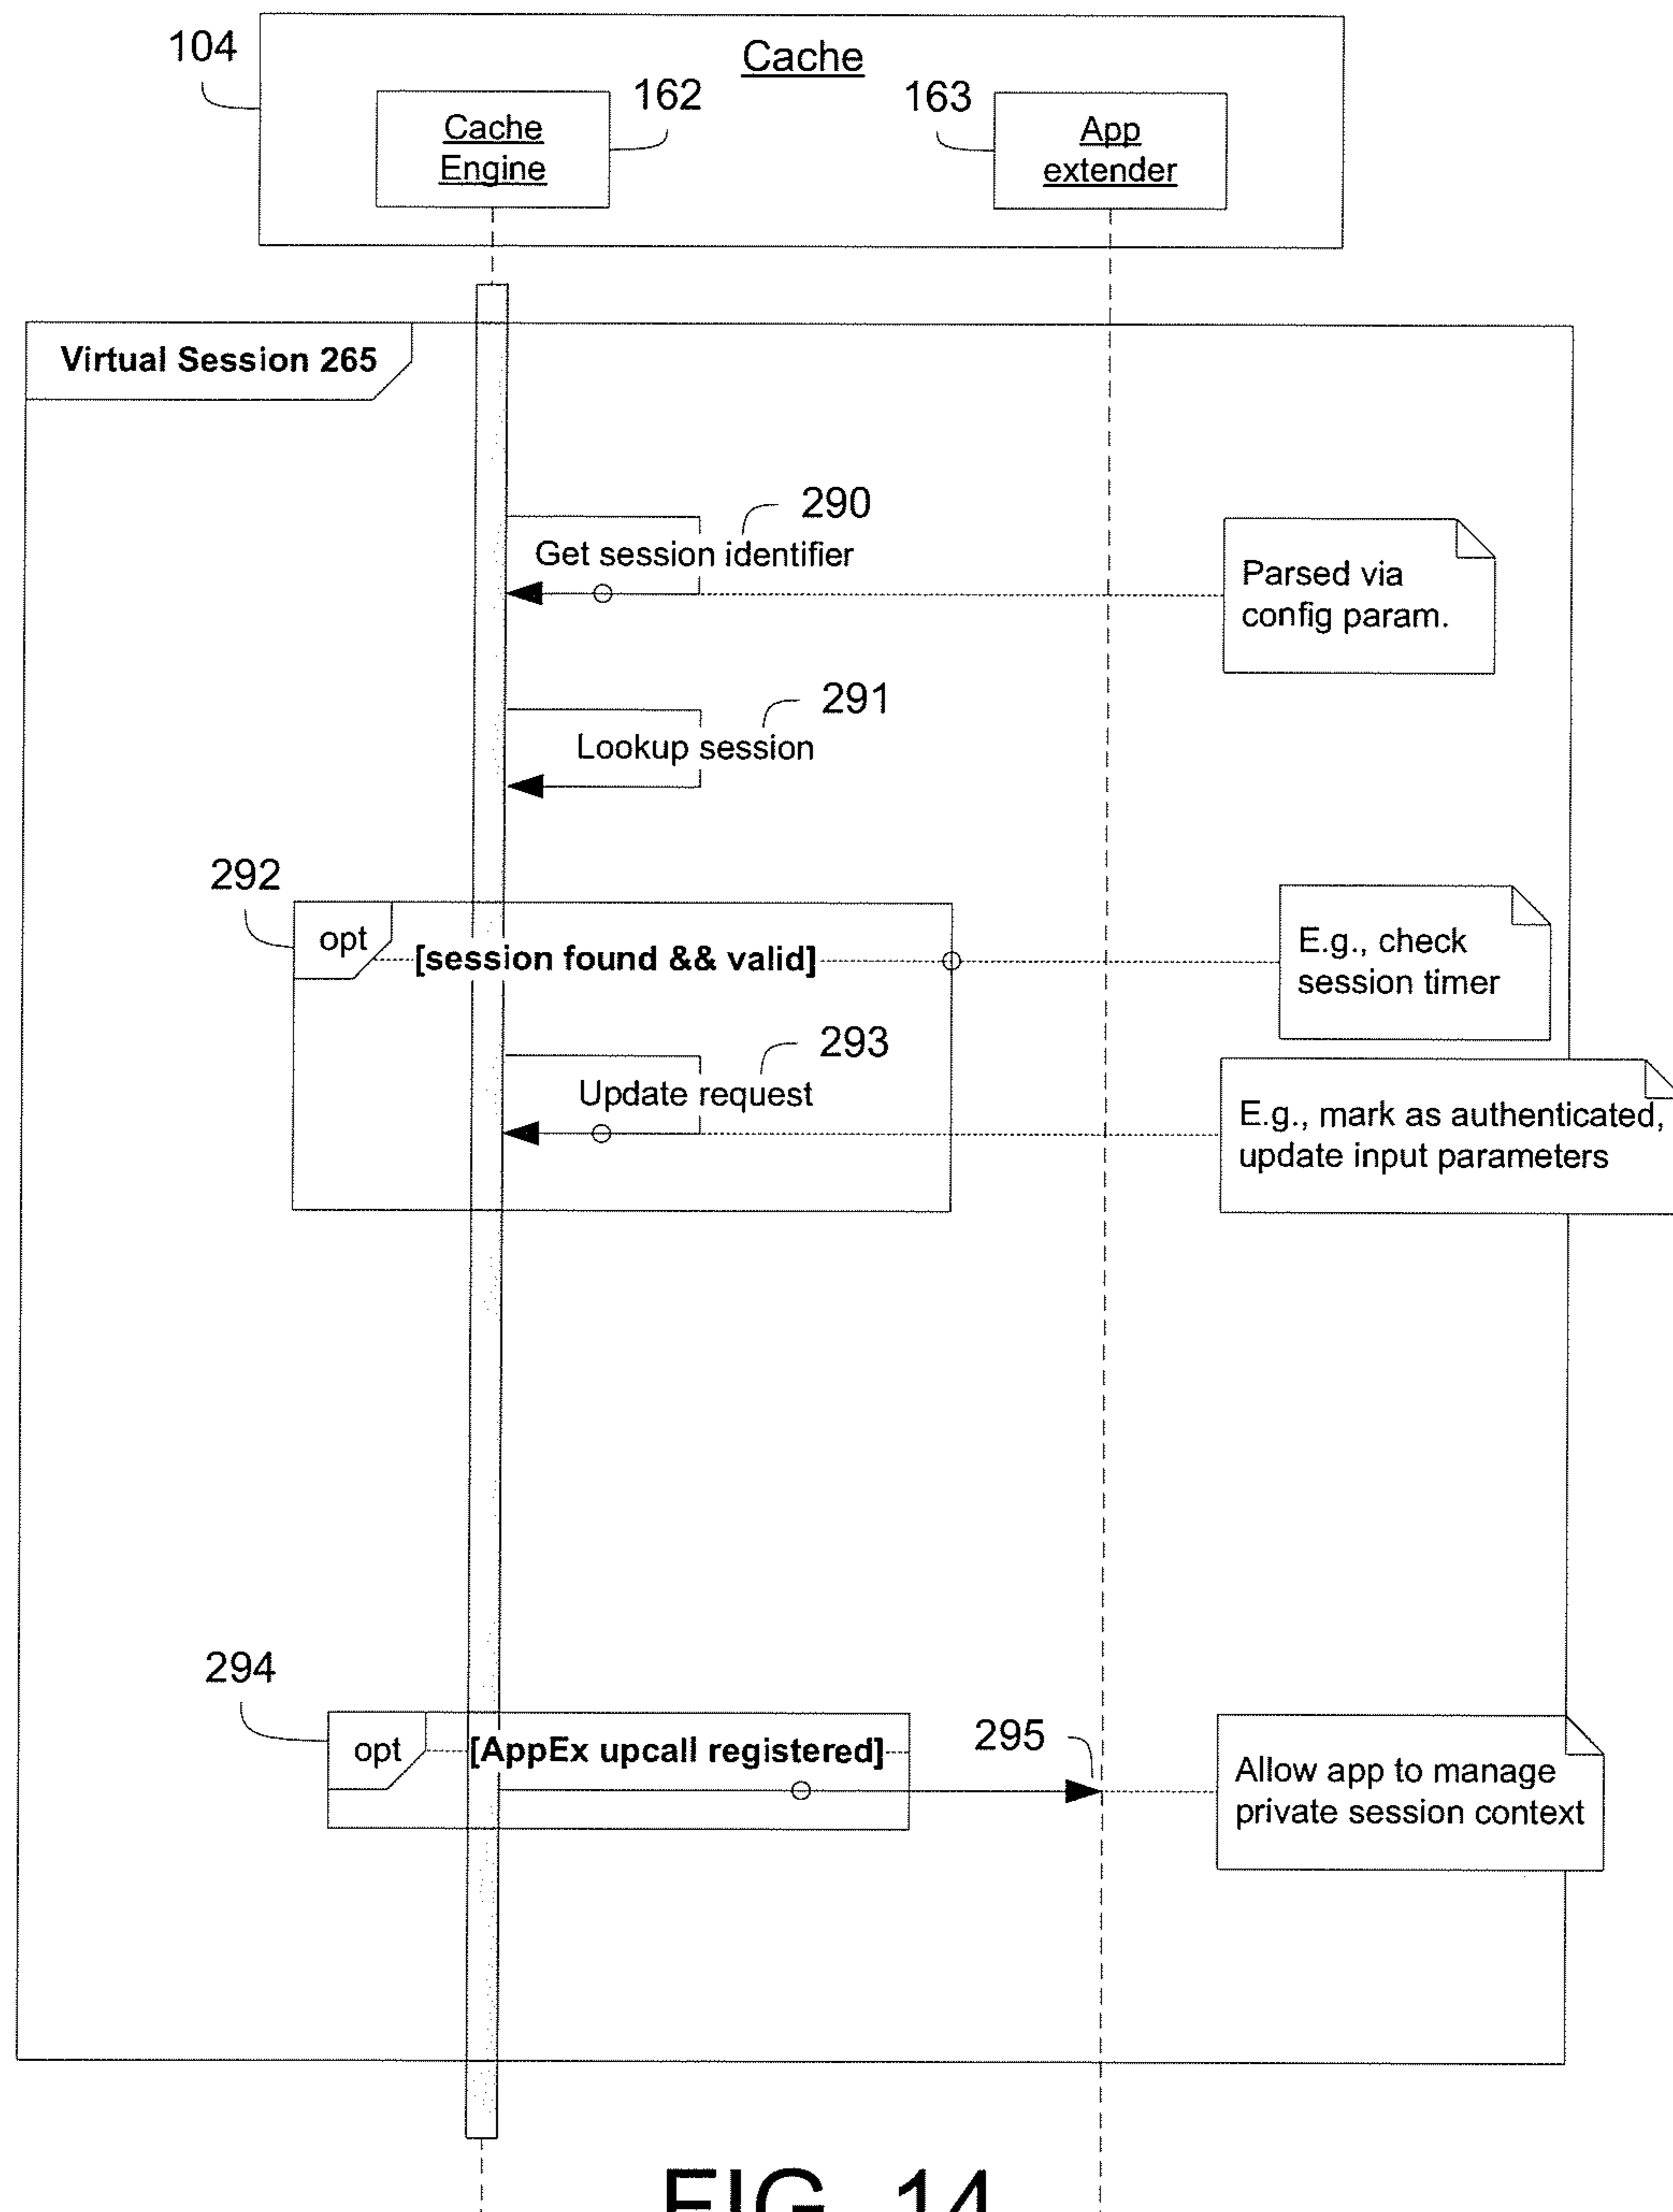 104
Cache
162
163
Cache
Engine
App
extender
Virtual Session 265
290
Get session identifier
Parsed via
config param.
291
Lookup session
292
opt
[session found && valid]
E.g., check
session timer
293
Update request
E.g., mark as authenticated,
update input parameters
294
opt
[AppEx upcall registered]
295
Allow app to manage
private session context
FIG. 14